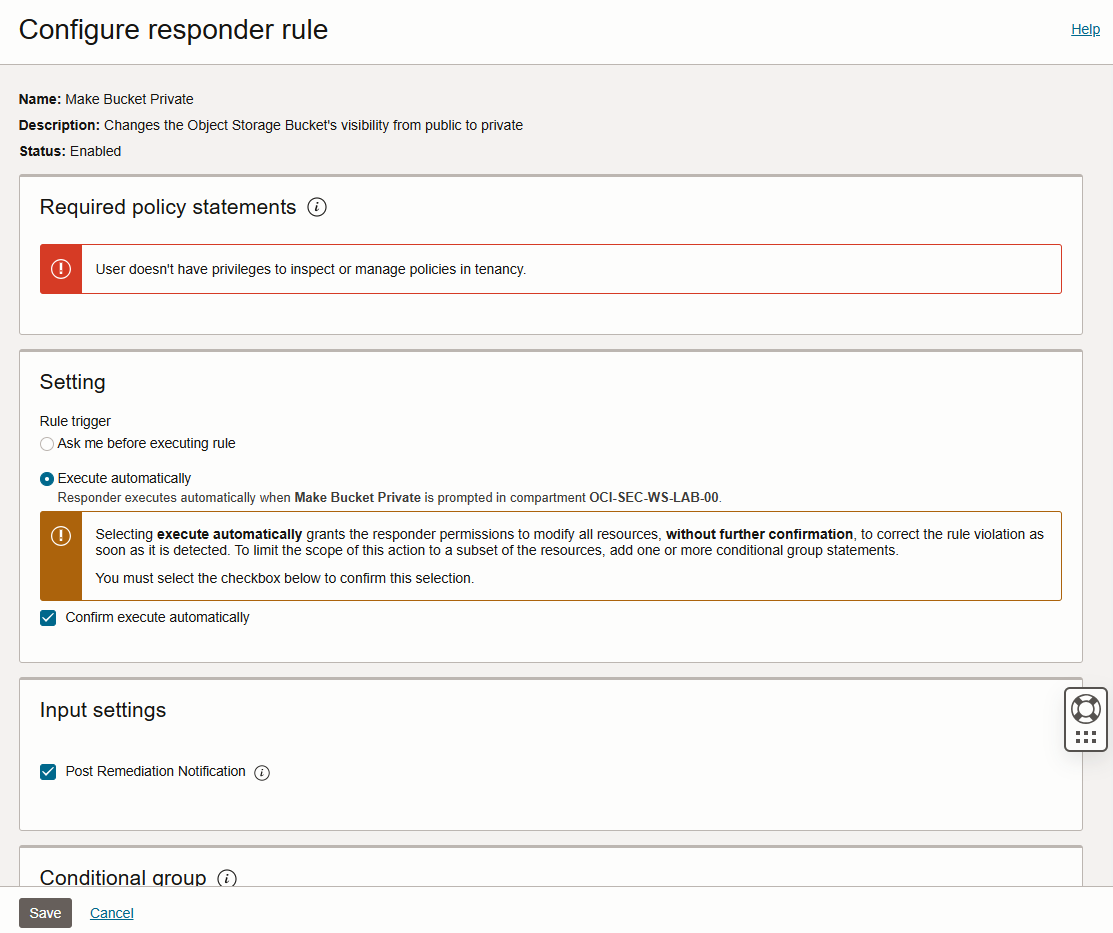 Configure responder rule
Help
Name: Make Bucket Private
Description: Changes the Object Storage Bucket's visibility from public to private
Status: Enabled
Required policy statements
User doesn't have privileges to inspect or manage policies in tenancy.
Setting
Rule trigger
Ask me before executing rule
Execute automatically
Responder executes automatically when Make Bucket Private is prompted in compartment OCI-SEC-WS-LAB-00.
Selecting execute automatically grants the responder permissions to modify all resources, without further confirmation, to correct the rule violation as
soon as it is detected. To limit the scope of this action to a subset of the resources, add one or more conditional group statements.
You must select the checkbox below to confirm this selection.
Confirm execute automatically
Input settings
Post Remediation Notification
Conditional group
Save
Cancel